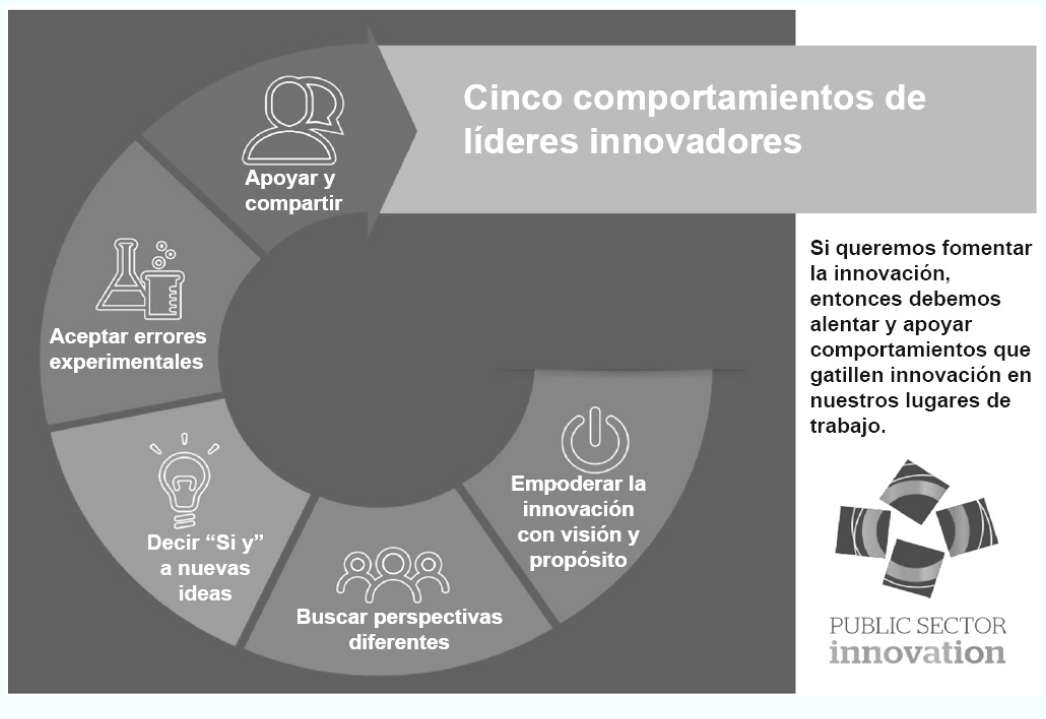 Cinco comportamientos de
líderes innovadores
Apoyar y
compartir
Aceptar errores
experimentales
Decir “Si y”
a nuevas
ideas
Buscar perspectivas
diferentes
Empoderar la
innovación
con visión y
propósito
Si queremos fomentar
la innovación,
entonces debemos
alentar y apoyar
comportamientos que
gatillen innovación en
nuestros lugares de
trabajo.
PUBLIC SECTOR
innovation